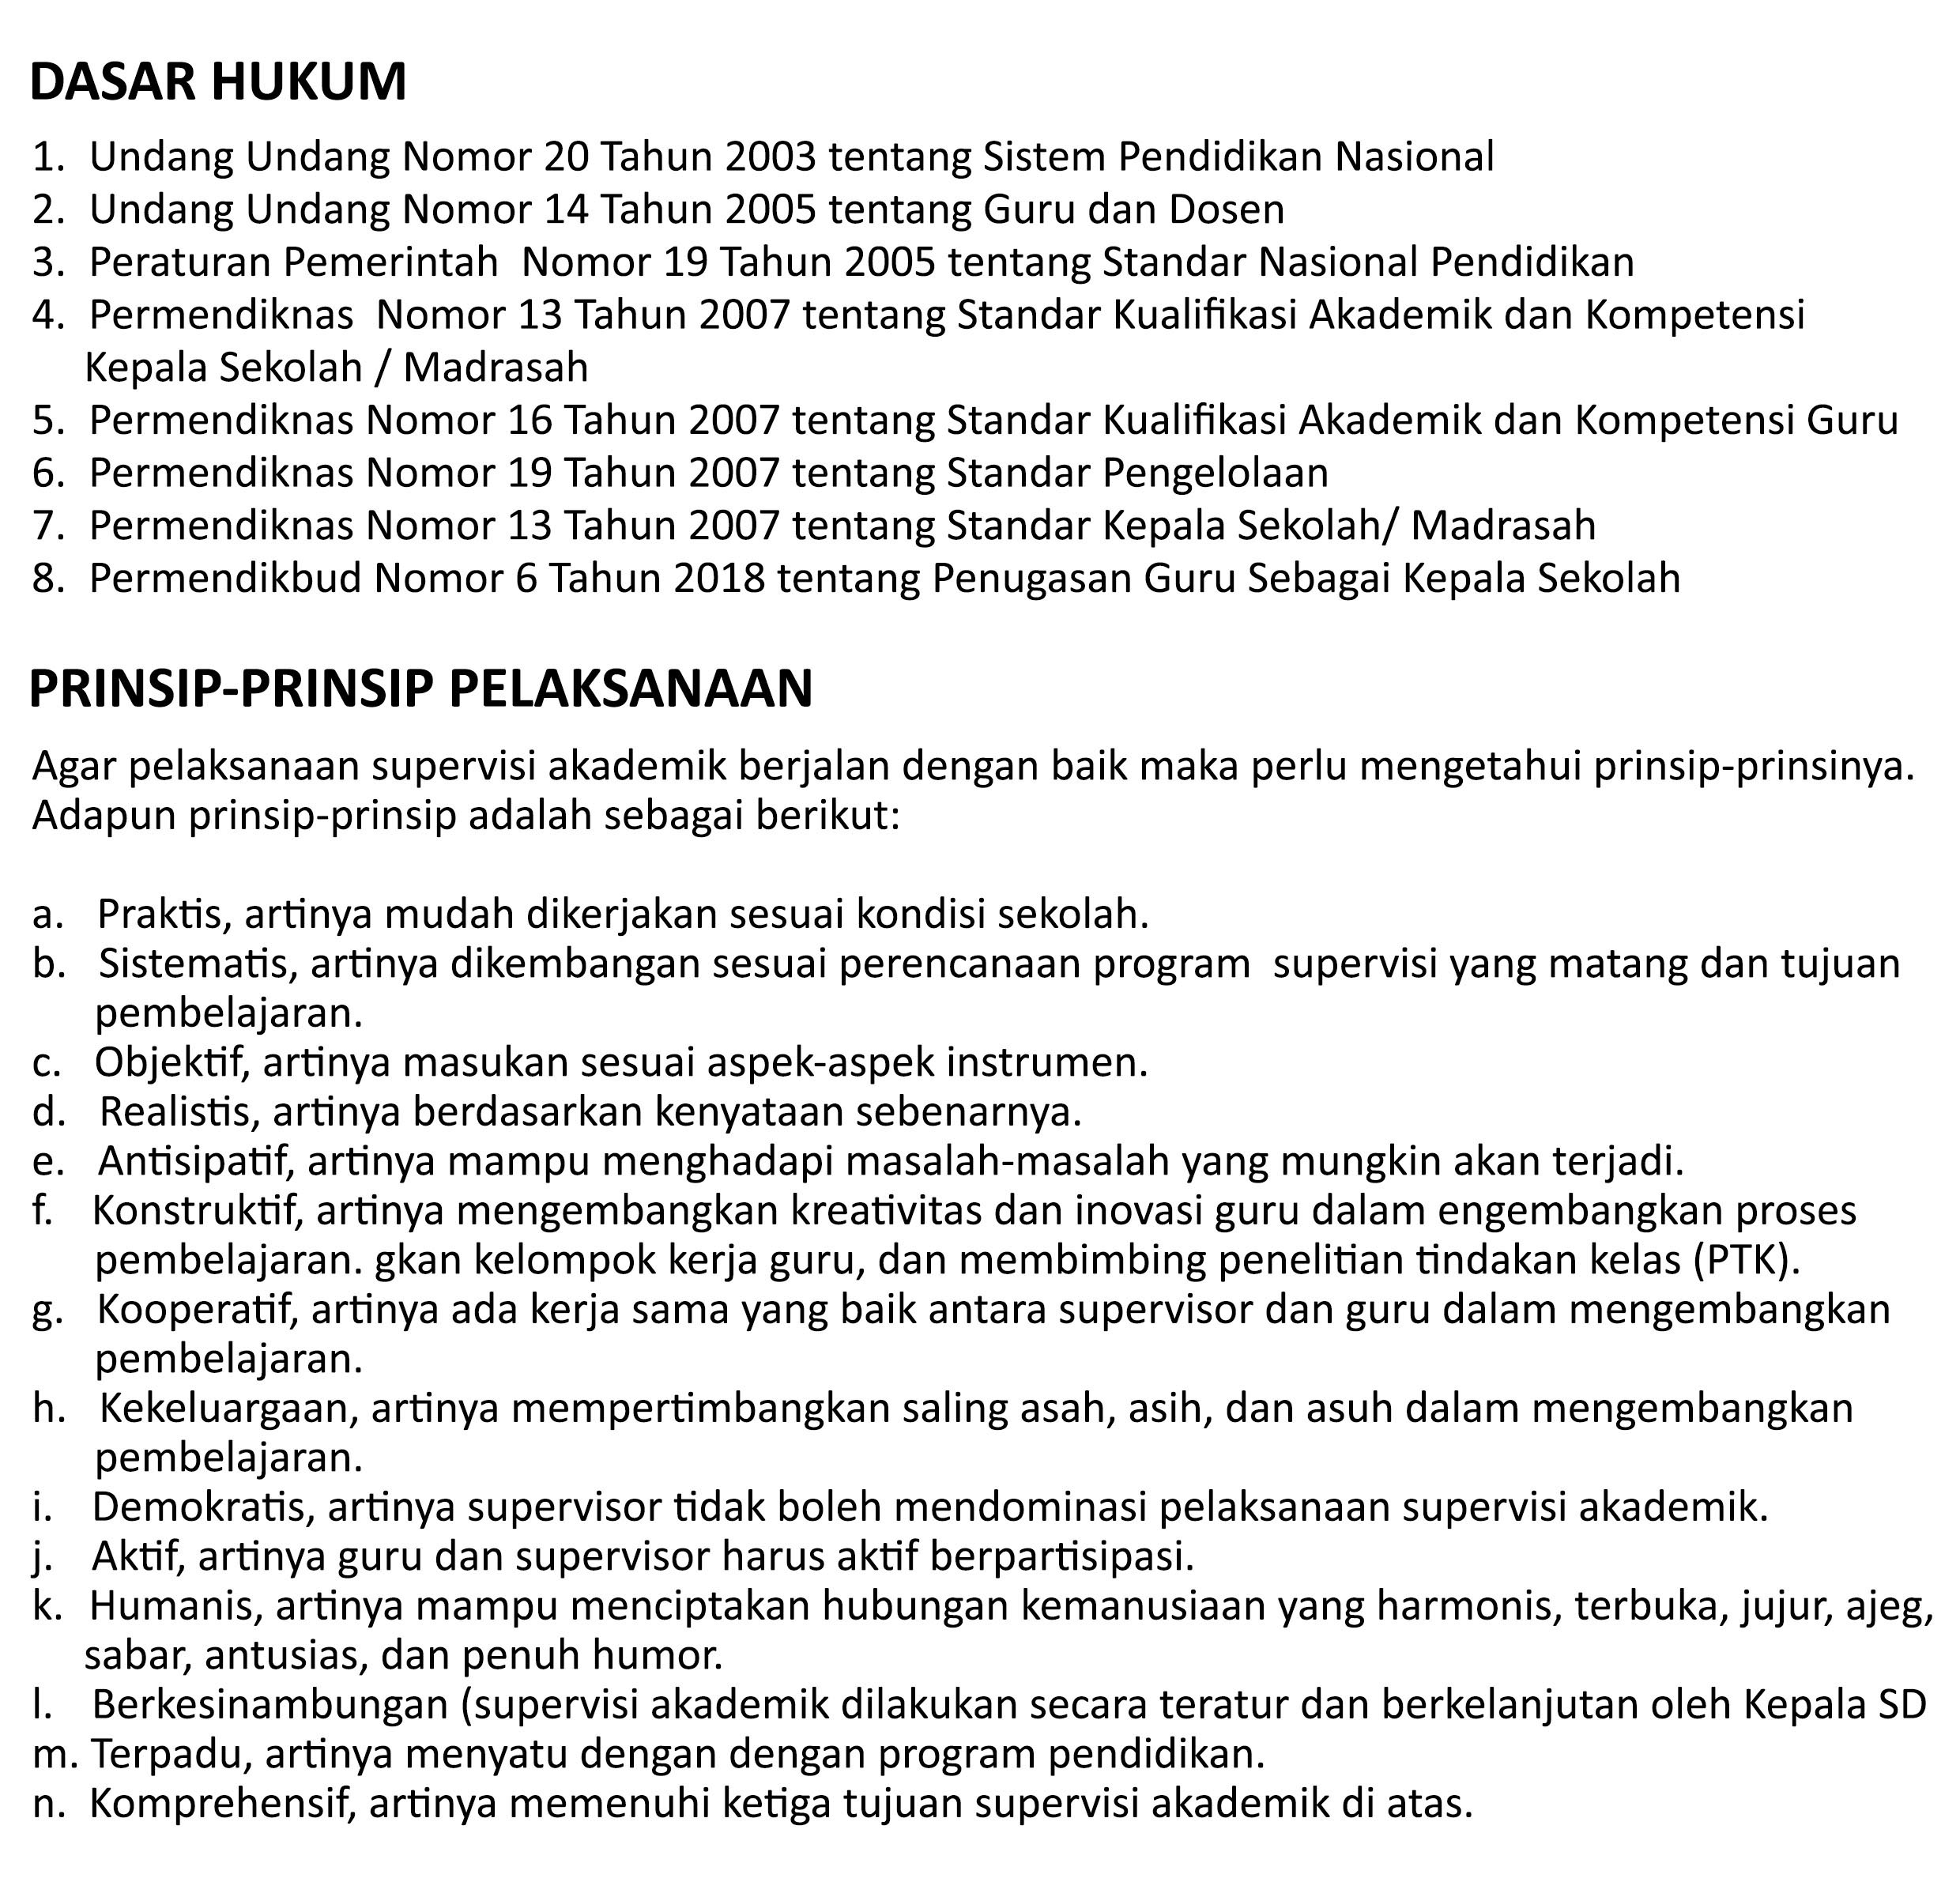 DASAR HUKUM
1. Undang Undang Nomor 20 Tahun 2003 tentang Sistem Pendidikan Nasional
2. Undang Undang Nomor 14 Tahun 2005 tentang Guru dan Dosen
3. Peraturan Pemerintah  Nomor 19 Tahun 2005 tentang Standar Nasional Pendidikan
4. Permendiknas  Nomor 13 Tahun 2007 tentang Standar Kualifikasi Akademik dan Kompetensi
Kepala Sekolah / Madrasah
5. Permendiknas Nomor 16 Tahun 2007 tentang Standar Kualifikasi Akademik dan Kompetensi Guru
6. Permendiknas Nomor 19 Tahun 2007 tentang Standar Pengelolaan
7. Permendiknas Nomor 13 Tahun 2007 tentang Standar Kepala Sekolah/ Madrasah
8. Permendikbud Nomor 6 Tahun 2018 tentang Penugasan Guru Sebagai Kepala Sekolah
PRINSIP-PRINSIP PELAKSANAAN
Agar pelaksanaan supervisi akademik berjalan dengan baik maka perlu mengetahui prinsip-prinsinya.
Adapun prinsip-prinsip adalah sebagai berikut:
a. Praktis, artinya mudah dikerjakan sesuai kondisi sekolah.
b. Sistematis, artinya dikembangan sesuai perencanaan program  supervisi yang matang dan tujuan
pembelajaran.
c. Objektif, artinya masukan sesuai aspek-aspek instrumen.
d. Realistis, artinya berdasarkan kenyataan sebenarnya.
e. Antisipatif, artinya mampu menghadapi masalah-masalah yang mungkin akan terjadi.
f. Konstruktif, artinya mengembangkan kreativitas dan inovasi guru dalam engembangkan proses
pembelajaran. gkan kelompok kerja guru, dan membimbing penelitian tindakan kelas (PTK).
g. Kooperatif, artinya ada kerja sama yang baik antara supervisor dan guru dalam mengembangkan
pembelajaran.
h. Kekeluargaan, artinya mempertimbangkan saling asah, asih, dan asuh dalam mengembangkan
pembelajaran.
i. Demokratis, artinya supervisor tidak boleh mendominasi pelaksanaan supervisi akademik.
j. Aktif, artinya guru dan supervisor harus aktif berpartisipasi.
k. Humanis, artinya mampu menciptakan hubungan kemanusiaan yang harmonis, terbuka, jujur, ajeg,
sabar, antusias, dan penuh humor.
l. Berkesinambungan (supervisi akademik dilakukan secara teratur dan berkelanjutan oleh Kepala SD
m. Terpadu, artinya menyatu dengan dengan program pendidikan.
n. Komprehensif, artinya memenuhi ketiga tujuan supervisi akademik di atas.